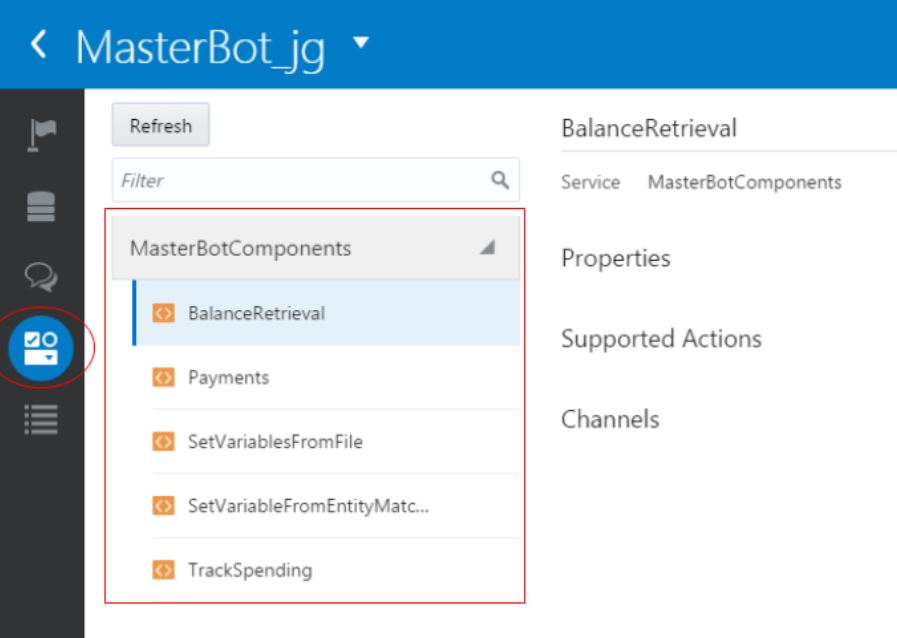 MasterBot_jg
Refresh
Filter
MasterBotComponents
BalanceRetrieval
Payments
SetVariablesFromFile
SetVariableFromEntityMatc...
TrackSpending
BalanceRetrieval
Service MasterBotComponents
Properties
Supported Actions
Channels